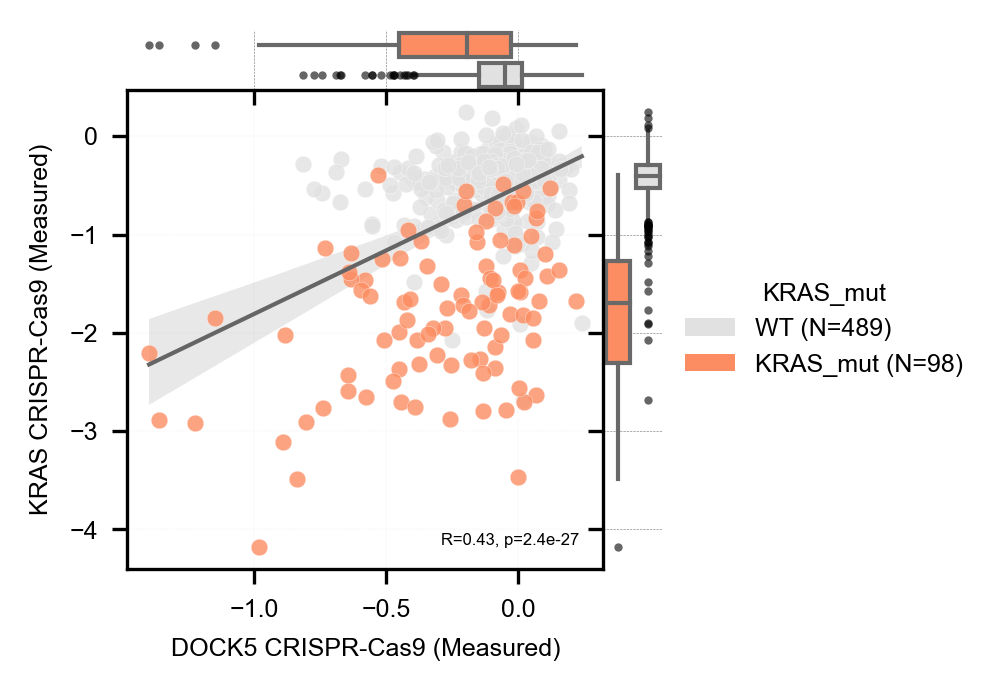 0
−1
−2
−3
−4
KRAS CRISPR-Cas9 (Measured)
R=0.43, p=2.4e-27
−1.0
−0.5
0.0
DOCK5 CRISPR-Cas9 (Measured)
KRAS_mut
WT (N=489)
KRAS_mut (N=98)